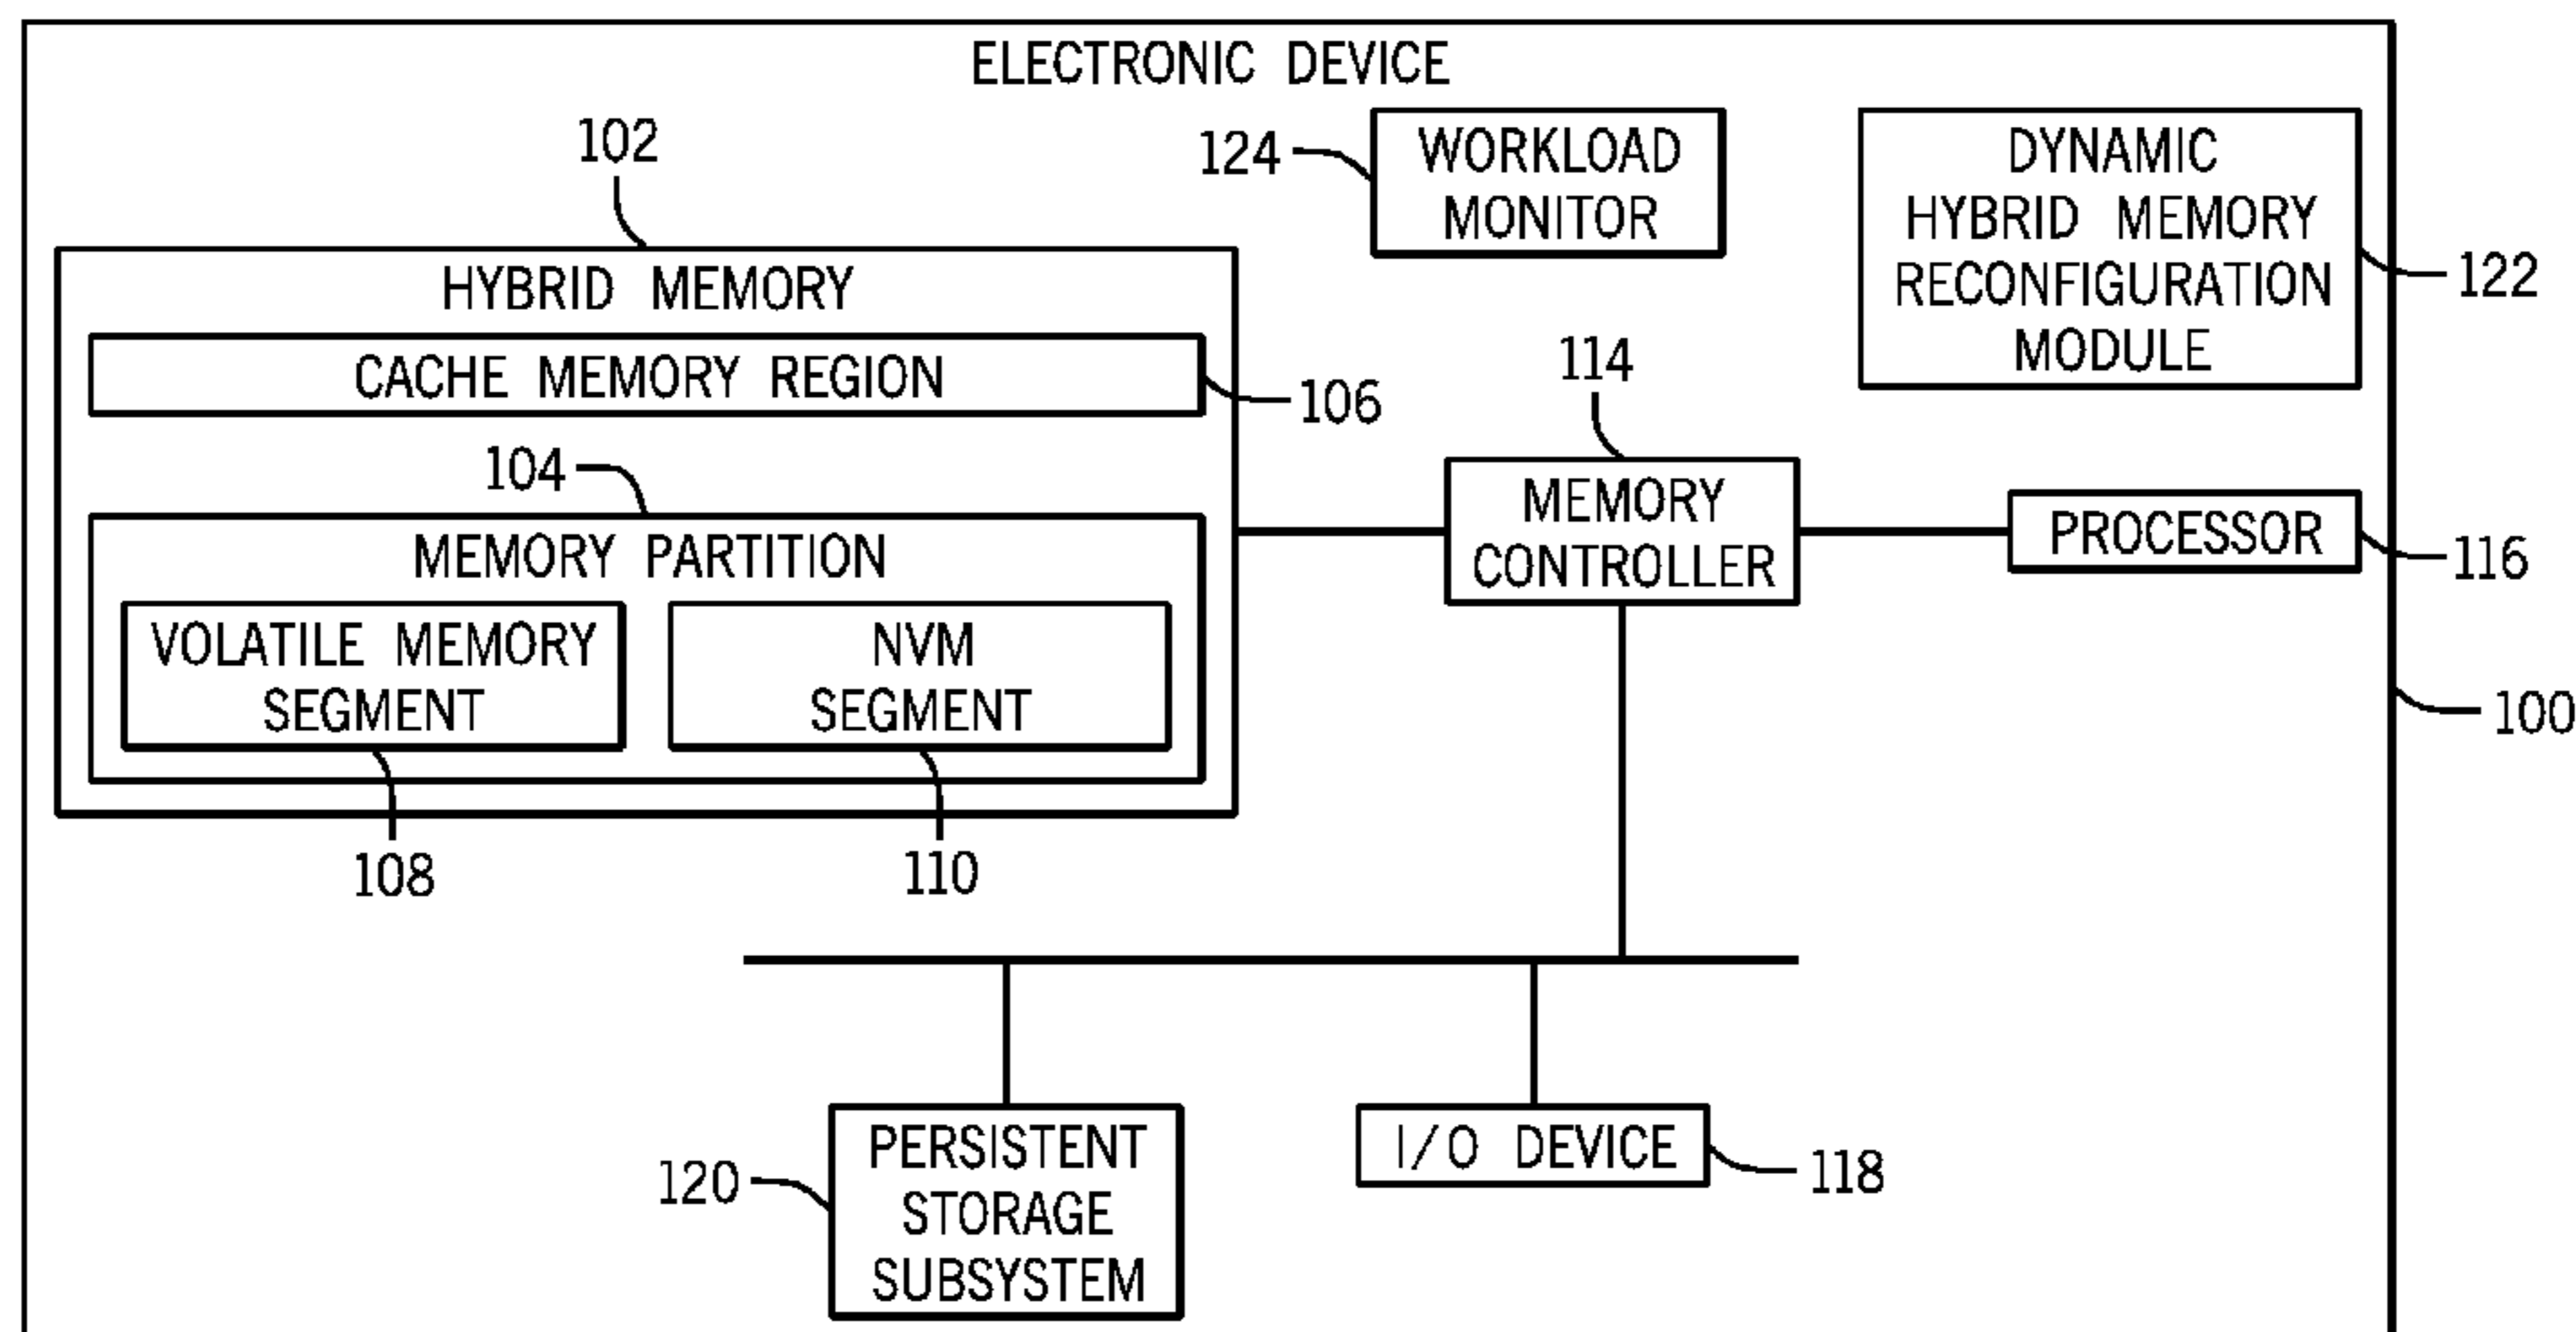 ELECTRONIC DEVICE
102
124
WORKLOAD
MONITOR
DYNAMIC
HYBRID MEMORY
RECONFIGURATION
MODULE
122
HYBRID MEMORY
CACHE MEMORY REGION
106
104
MEMORY PARTITION
VOLATILE MEMORY
SEGMENT
NVM
SEGMENT
108
110
114
MEMORY
CONTROLLER
PROCESSOR
116
100
120
PERSISTENT
STORAGE
SUBSYSTEM
I/O DEVICE
118